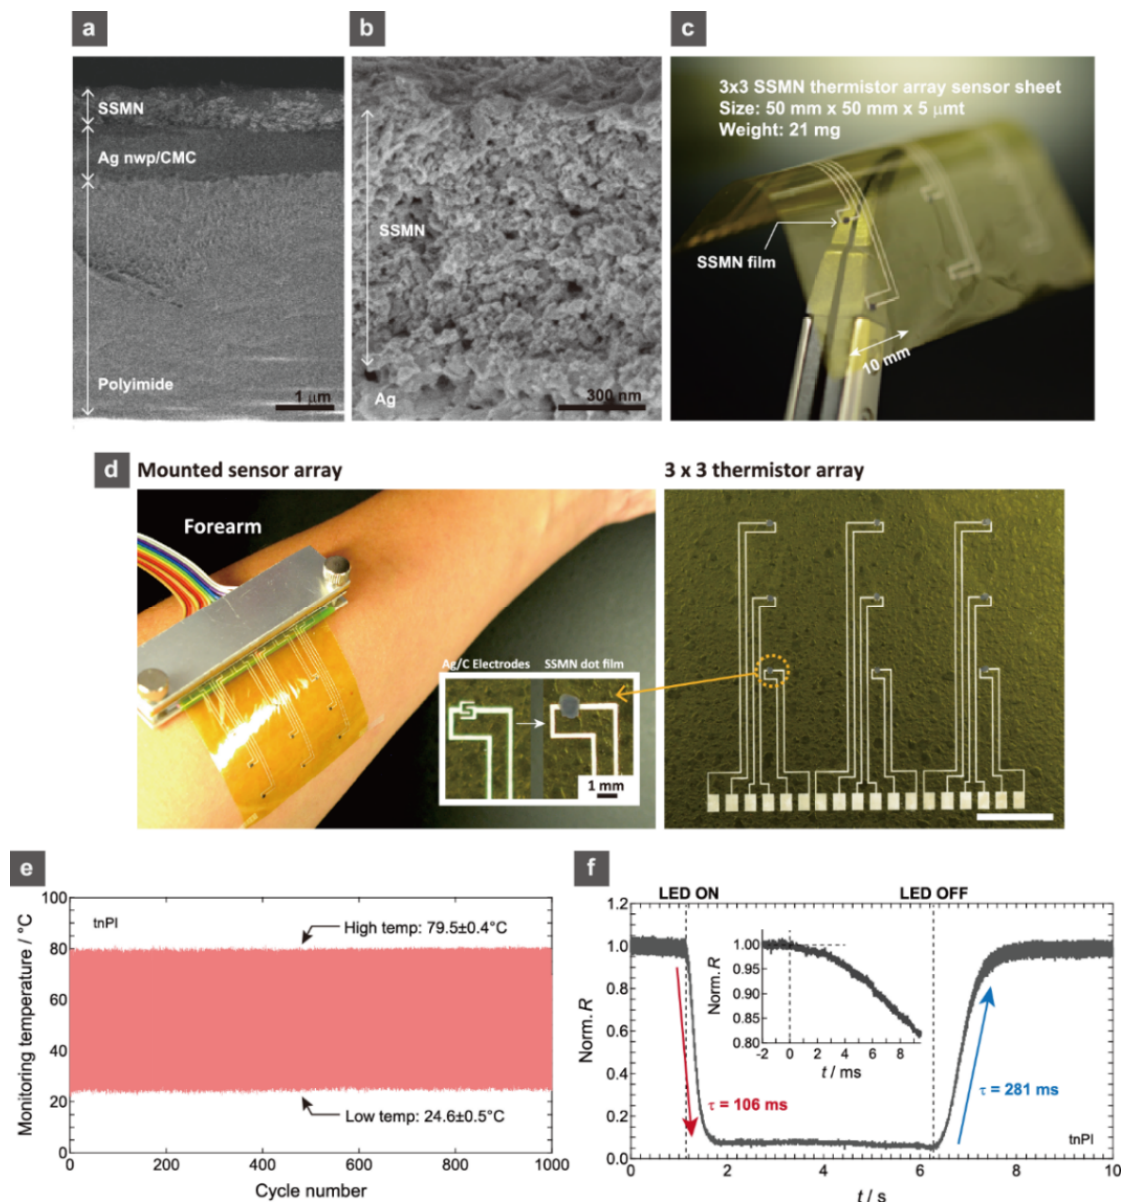 a
SSMN
Ag nwp/CMC
Polyimide
1 μm
b
SSMN
Ag
300 nm
c
3x3 SSMN thermistor array sensor sheet
Size: 50 mm x 50 mm x 5 μmt
Weight: 21 mg
SSMN film
10 mm
d
Mounted sensor array
Forearm
Ag/C Electrodes
SSMN dot film
1 mm
3 x 3 thermistor array
e
100
80
60
40
20
0
Monitoring temperature / °C
tnPI
High temp: 79.5±0.4°C
Low temp: 24.6±0.5°C
0 200 400 600 800 1000
Cycle number
f
LED ON
LED OFF
1.2
1.0
0.8
0.6
0.4
0.2
0.0
Norm. R
1.00
0.95
0.90
0.85
0.80
Norm. R
-2 0 2 4 6 8
t / ms
τ = 106 ms
τ = 281 ms
tnPI
0 2 4 6 8 10
t / s